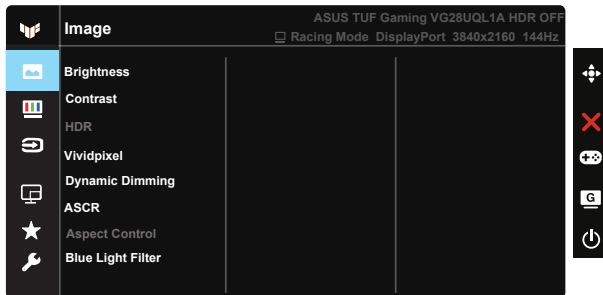 ASUS TUF Gaming VG28UQL1A HDR OFF
Image
Racing Mode DisplayPort 3840x2160 144Hz
Brightness
Contrast
HDR
Vividpixel
Dynamic Dimming
ASCR
Aspect Control
Blue Light Filter
G